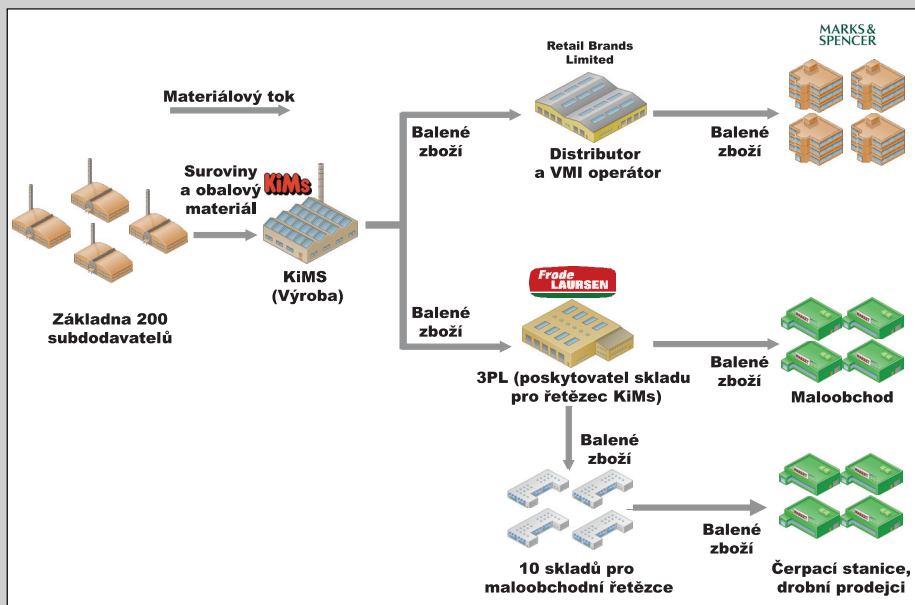 MARKS &
SPENCER
Retail Brands
Limited
Materiálový tok
Balené
zboží
Distributor
a VMI operátor
Balené
zboží
Suroviny
a obalový
materiál
KiMs
KiMS
(Výroba)
Základna 200
subdodavatelů
Balené
zboží
Frode
LAURSEN
3PL (poskytovatel skladu
pro řetězec KiMs)
Balené
zboží
Maloobchod
Balené
zboží
10 skladů pro
maloobchodní řetězce
Balené
zboží
Čerpací stanice,
drobní prodejci